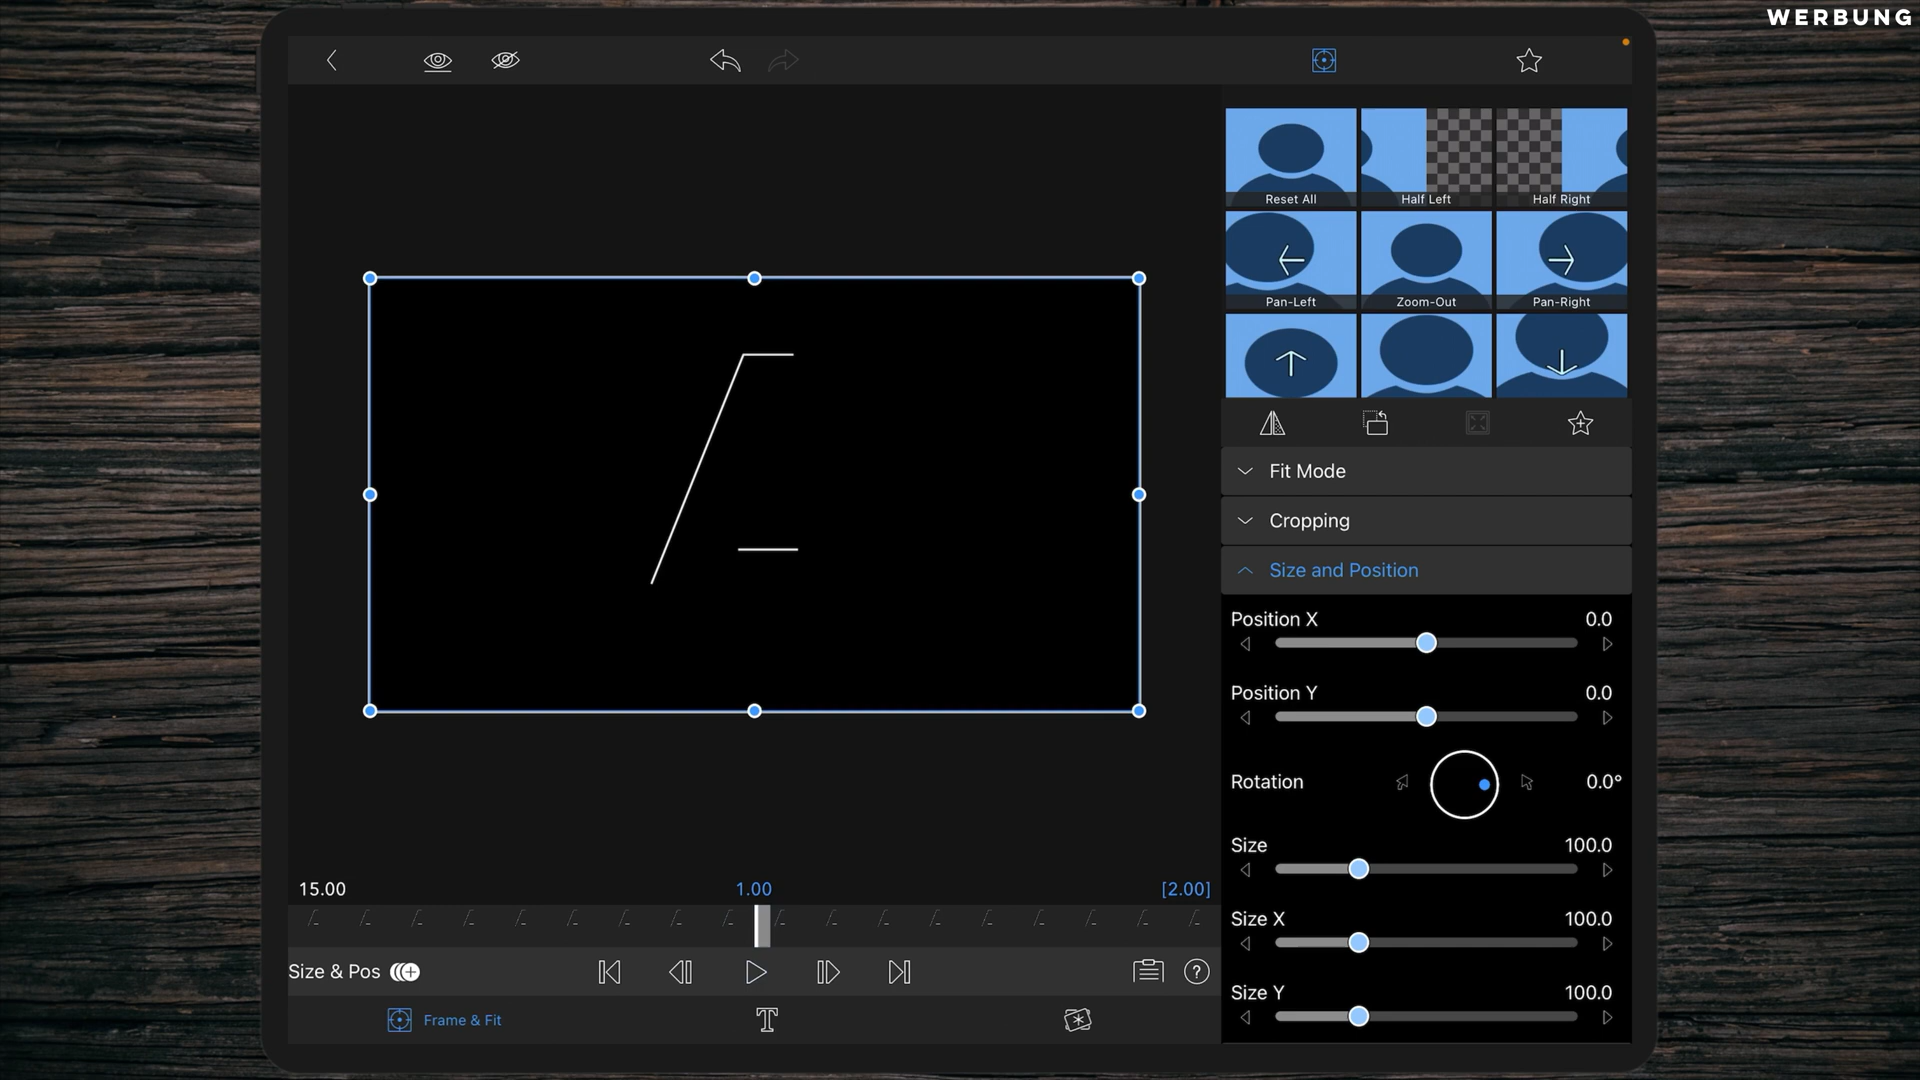 WERBUNG
Reset All
Half Left
Half Right
Pan-Left
Zoom-Out
Pan-Right
Fit Mode
Cropping
Size and Position
Position X 0.0
Position Y 0.0
Rotation 0.0°
Size 100.0
Size X 100.0
Size Y 100.0
15.00 1.00 [2.00]
Size & Pos
?
Frame & Fit